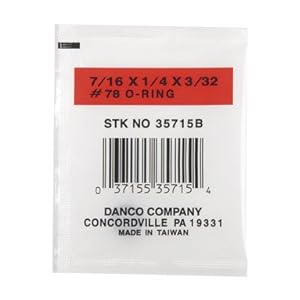 7/16 X 1/4 X 3/32
#78 O-RING
STK NO 35715B
0 37155 35715 4
DANCO COMPANY
CONCORDVILLE PA 19331
MADE IN TAIWAN